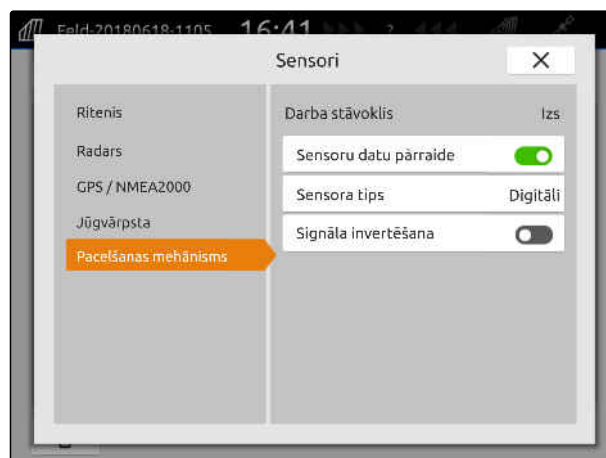 Feld-20180618-1105 16:41 ?
Sensori
Ritenis
Radars
GPS / NMEA2000
Jūgvārpsta
Pacelšanas mehānisms
Darba stāvoklis Izs
Sensoru datu pārraide
Sensora tips Digitāli
Signāla invertēšana